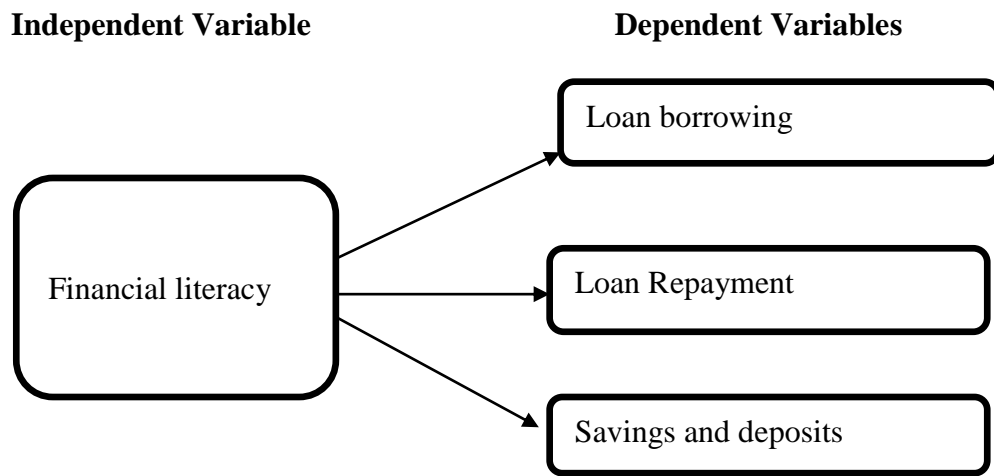 Independent Variable
Dependent Variables
Loan borrowing
Financial literacy
Loan Repayment
Savings and deposits